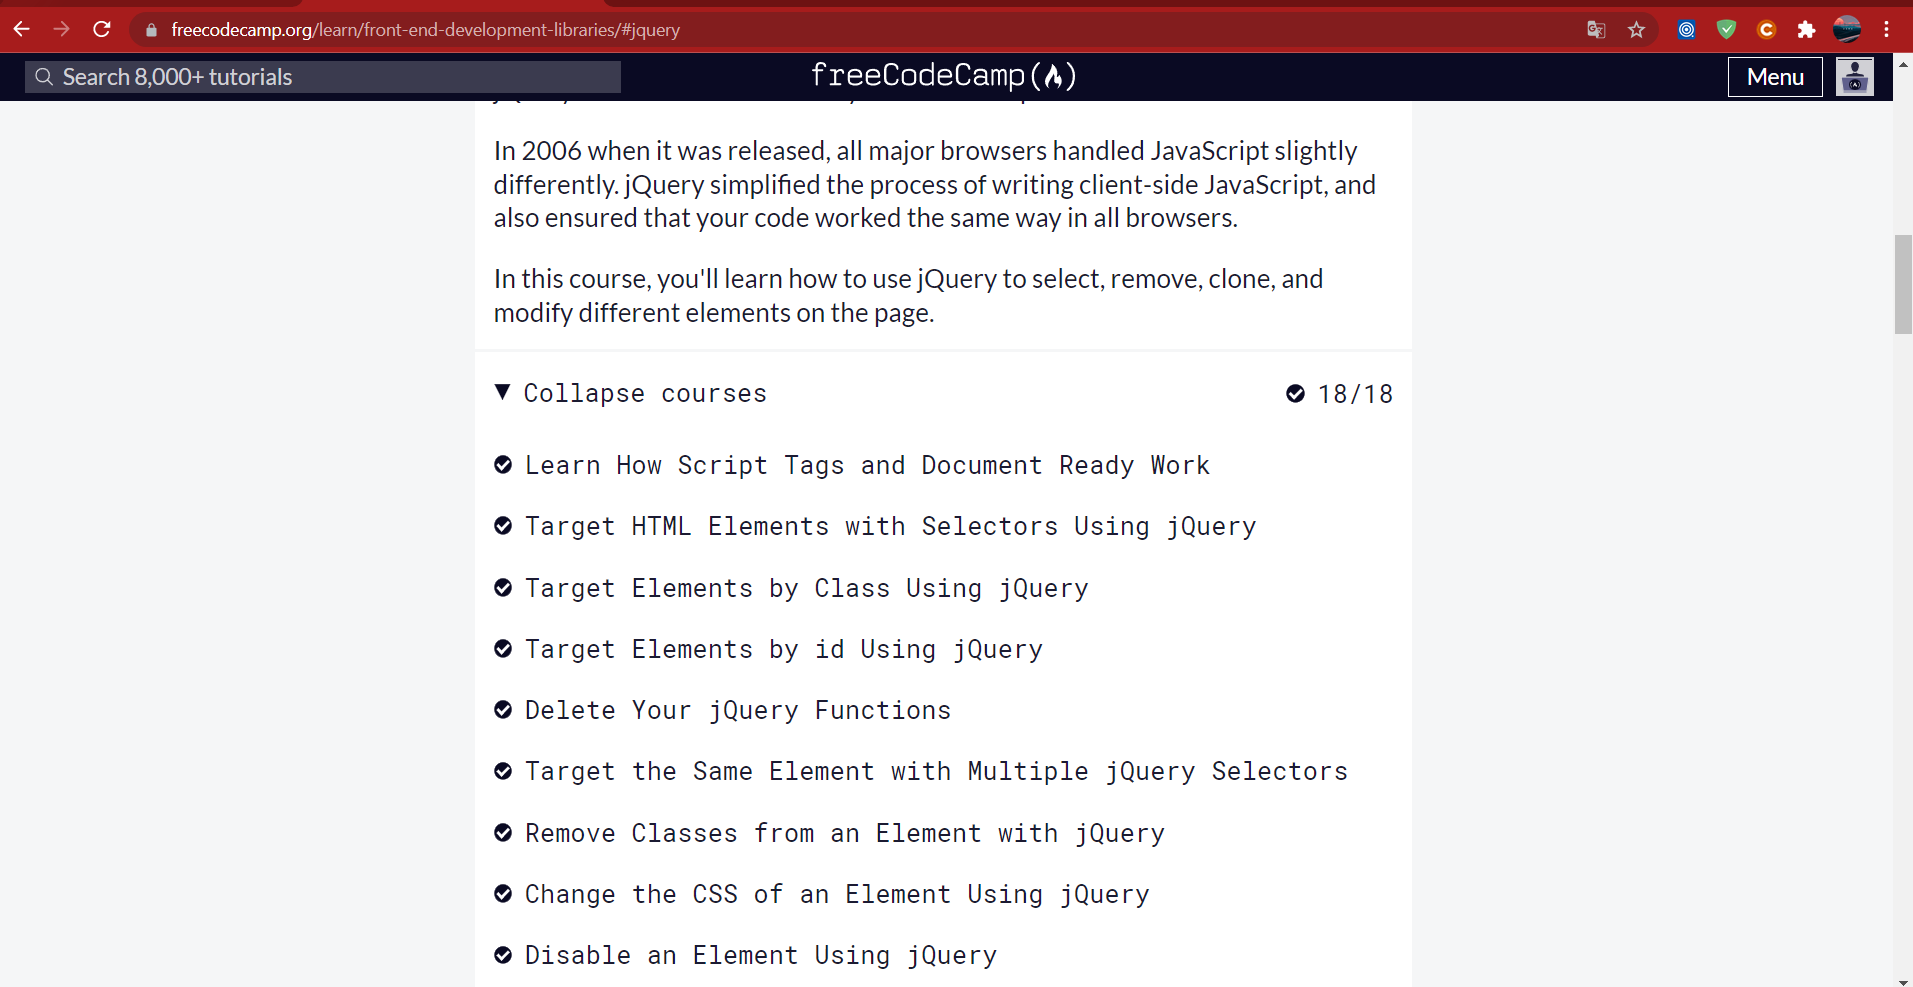 freecodecamp.org/learn/front-end-development-libraries/#jquery
Search 8,000+ tutorials
freeCodeCamp
Menu
In 2006 when it was released, all major browsers handled JavaScript slightly
differently. jQuery simplified the process of writing client-side JavaScript, and
also ensured that your code worked the same way in all browsers.
In this course, you'll learn how to use jQuery to select, remove, clone, and
modify different elements on the page.
Collapse courses
18/18
Learn How Script Tags and Document Ready Work
Target HTML Elements with Selectors Using jQuery
Target Elements by Class Using jQuery
Target Elements by id Using jQuery
Delete Your jQuery Functions
Target the Same Element with Multiple jQuery Selectors
Remove Classes from an Element with jQuery
Change the CSS of an Element Using jQuery
Disable an Element Using jQuery